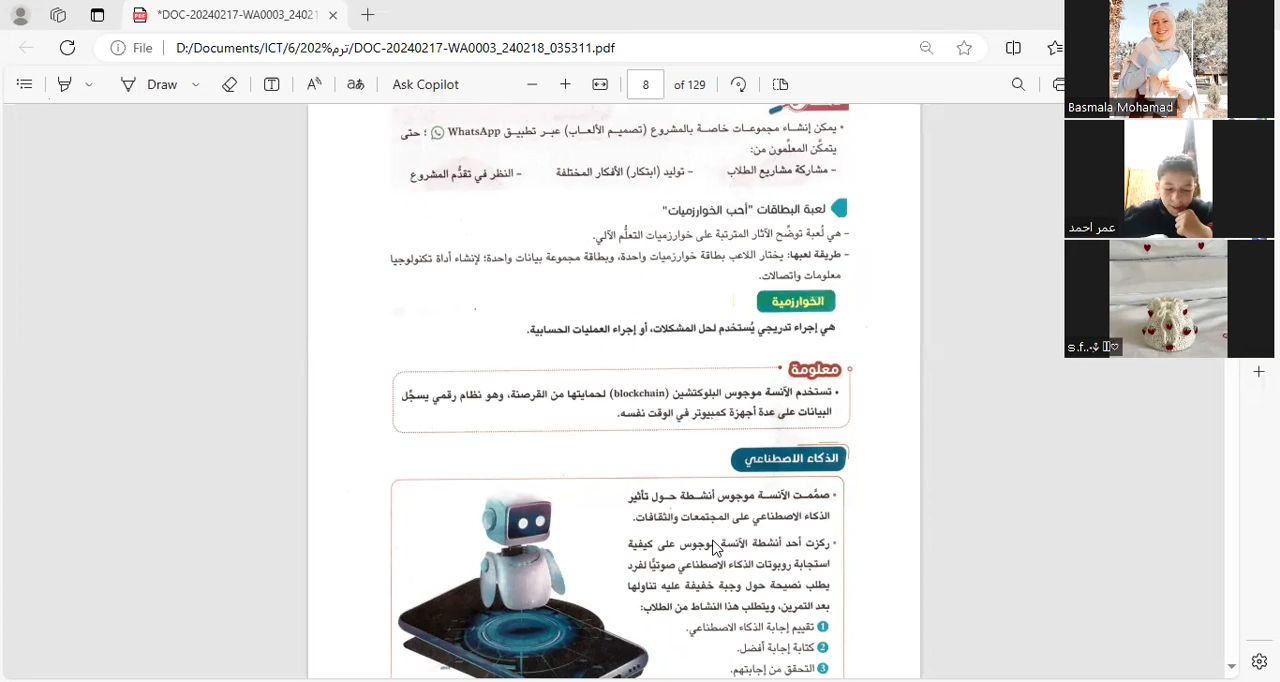 *DOC-20240217-WA0003_24021
File
D:/Documents/ICT/6/202%ترم/DOC-20240217-WA0003_240218_035311.pdf
Draw
aあ
Ask Copilot
8
of 129
• يمكن إنشاء مجموعات خاصة بالمشروع (تصميم الألعاب) عبر تطبيق WhatsApp ؛ حتى
يتمكَّن المعلِّمون من:
- مشاركة مشاريع الطلاب - توليد (ابتكار) الأفكار المختلفة - النظر في تقدُّم المشروع
لعبة البطاقات "أحب الخوارزميات"
- هي لُعبة توضِّح الآثار المترتبة على خوارزميات التعلُّم الآلي.
- طريقة لعبها: يختار اللاعب بطاقة خوارزميات واحدة، وبطاقة مجموعة بيانات واحدة؛ لإنشاء أداة تكنولوجيا
معلومات واتصالات.
الخوارزمية
هي إجراء تدريجي يُستخدم لحل المشكلات، أو إجراء العمليات الحسابية.
معلومة
• تستخدم الآنسة موجوس البلوكتشين (blockchain) لحمايتها من القرصنة، وهو نظام رقمي يسجِّل
البيانات على عدة أجهزة كمبيوتر في الوقت نفسه.
الذكاء الاصطناعي
• صمَّمت الآنسة موجوس أنشطة حول تأثير
الذكاء الاصطناعي على المجتمعات والثقافات.
• ركزت أحد أنشطة الآنسة موجوس على كيفية
استجابة روبوتات الذكاء الاصطناعي صوتيًّا لفرد
يطلب نصيحة حول وجبة خفيفة عليه تناولها
بعد التمرين، ويتطلب هذا النشاط من الطلاب:
1 تقييم إجابة الذكاء الاصطناعي.
2 كتابة إجابة أفضل.
3 التحقق من إجابتهم.
Basmala Mohamad
عمر احمد
s.f..